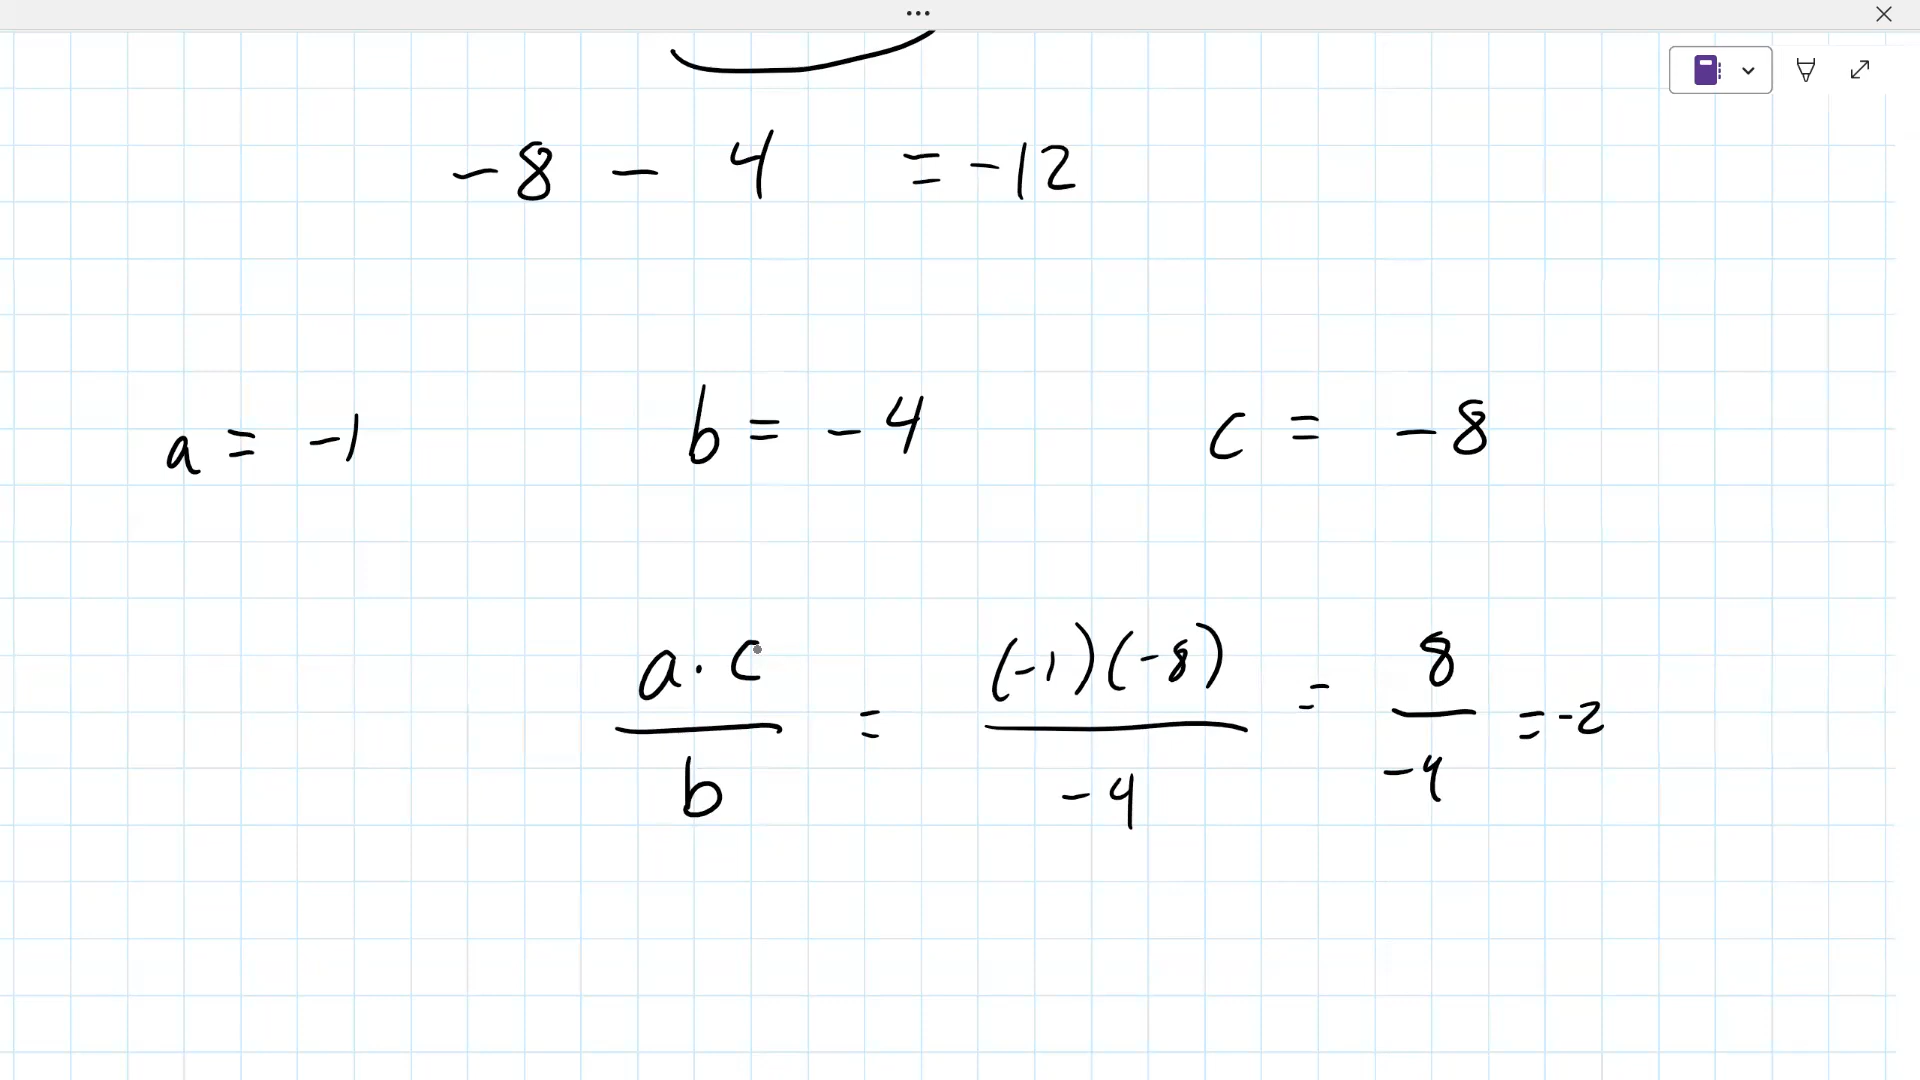 -8 - 4 = -12
a = -1 b = -4 c = -8
a · c / b = (-1)(-8) / -4 = 8 / -4 = -2